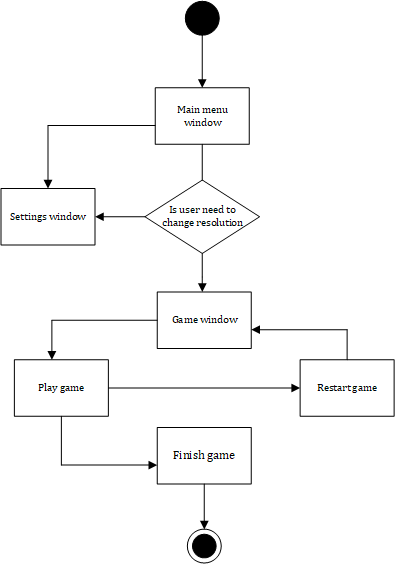 Main menu
window
Is user need to
change resolution
Settings window
Game window
Play game
Restart game
Finish game